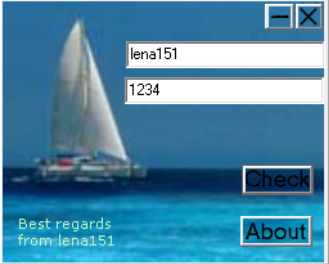 lena151
1234
Check
About
Best regards
from lena151